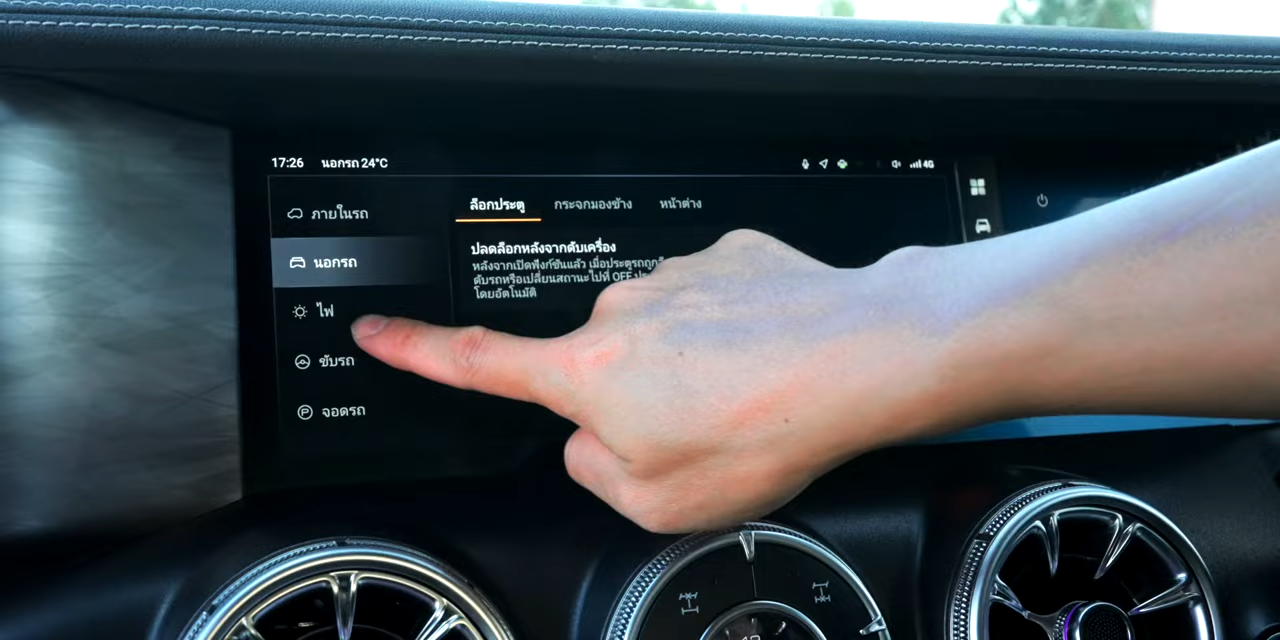 17:26 นอกรถ 24°C
4G
ภายในรถ
นอกรถ
ไฟ
ขับรถ
จอดรถ
ล็อกประตู กระจกมองข้าง หน้าต่าง
ปลดล็อกหลังจากดับเครื่อง
หลังจากเปิดฟังก์ชันแล้ว เมื่อประตูรถถูก
ดับรถหรือเปลี่ยนสถานะไปที่ OFF
โดยอัตโนมัติ